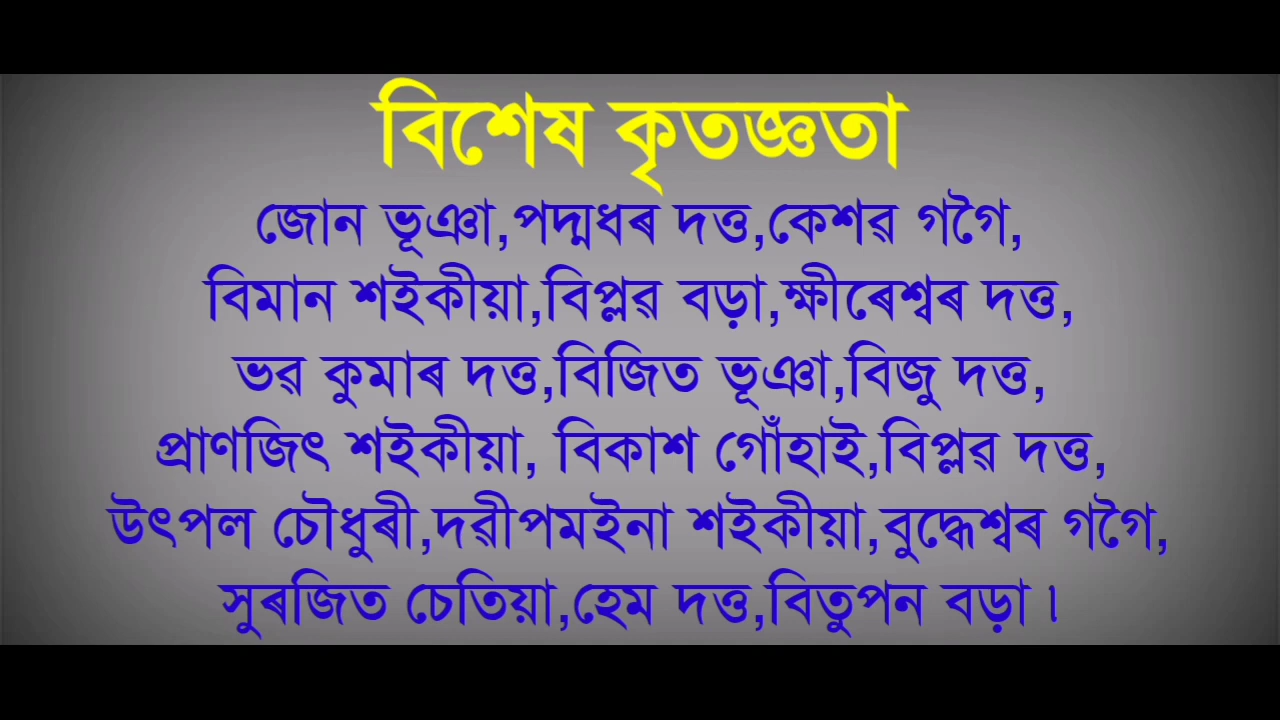 বিশেষ কৃতজ্ঞতা
জোন ভূঞা,পদ্মধৰ দত্ত,কেশৱ গগৈ,
বিমান শইকীয়া,বিপ্লৱ বড়া,ক্ষীৰেশ্বৰ দত্ত,
ভৱ কুমাৰ দত্ত,বিজিত ভূঞা,বিজু দত্ত,
প্ৰাণজিৎ শইকীয়া, বিকাশ গোঁহাই,বিপ্লৱ দত্ত,
উৎপল চৌধুৰী,দৱীপমইনা শইকীয়া,বুদ্ধেশ্বৰ গগৈ,
সুৰজিত চেতিয়া,হেম দত্ত,বিতুপন বড়া ।